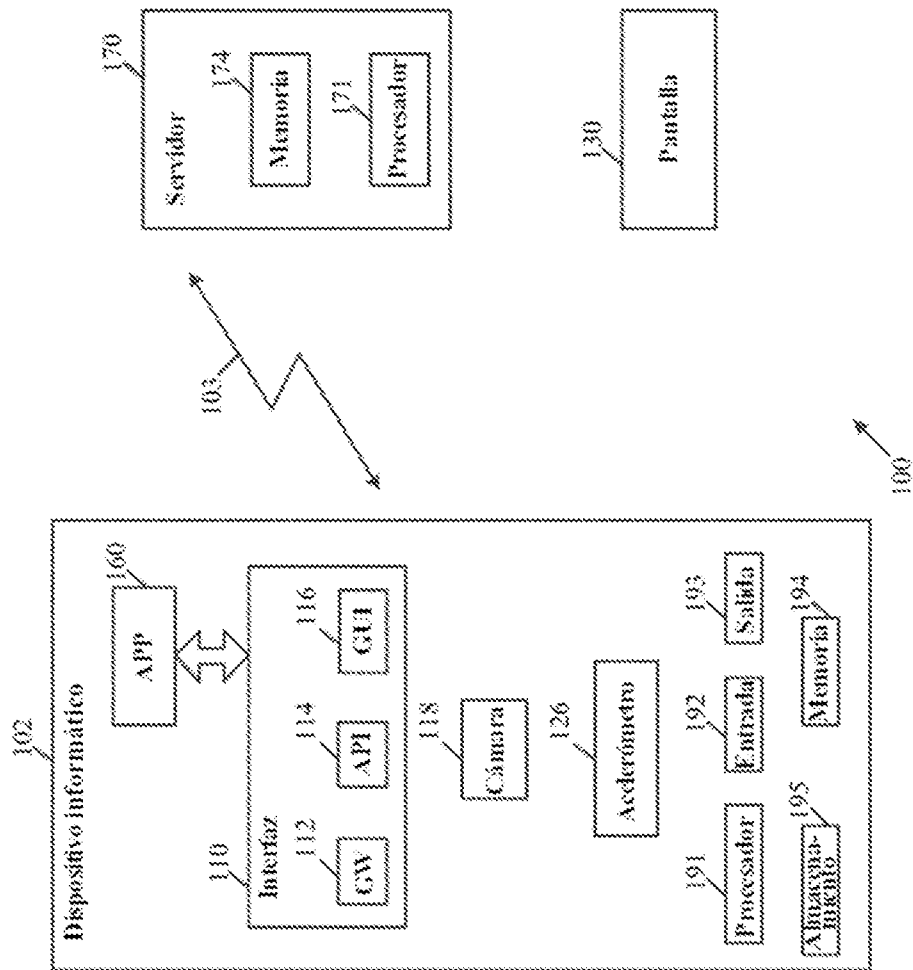 102
Dispositivo informático
160
APP
110
Interfaz
112
GW
114
API
116
GUI
118
Cámara
126
Acelerómetro
191
Procesador
192
Entrada
193
Salida
195
Almacena-
miento
194
Memoria
103
170
Servidor
174
Memoria
171
Procesador
130
Pantalla
100